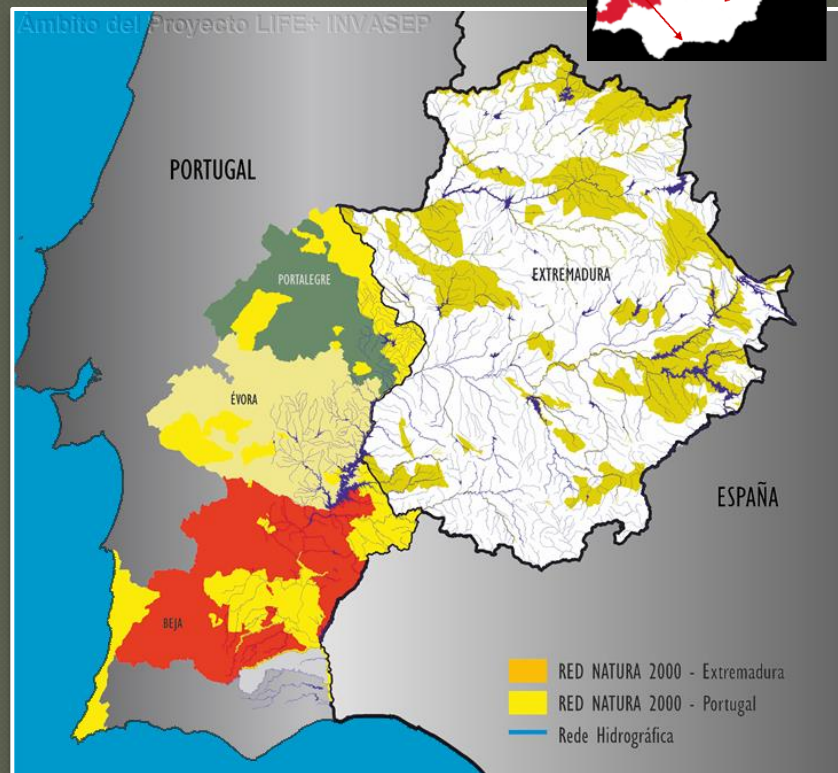 Ámbito del Proyecto LIFE+ INVASEP
PORTUGAL
PORTALEGRE
EXTREMADURA
ÉVORA
ESPAÑA
BEJA
RED NATURA 2000 - Extremadura
RED NATURA 2000 - Portugal
Rede Hidrográfica